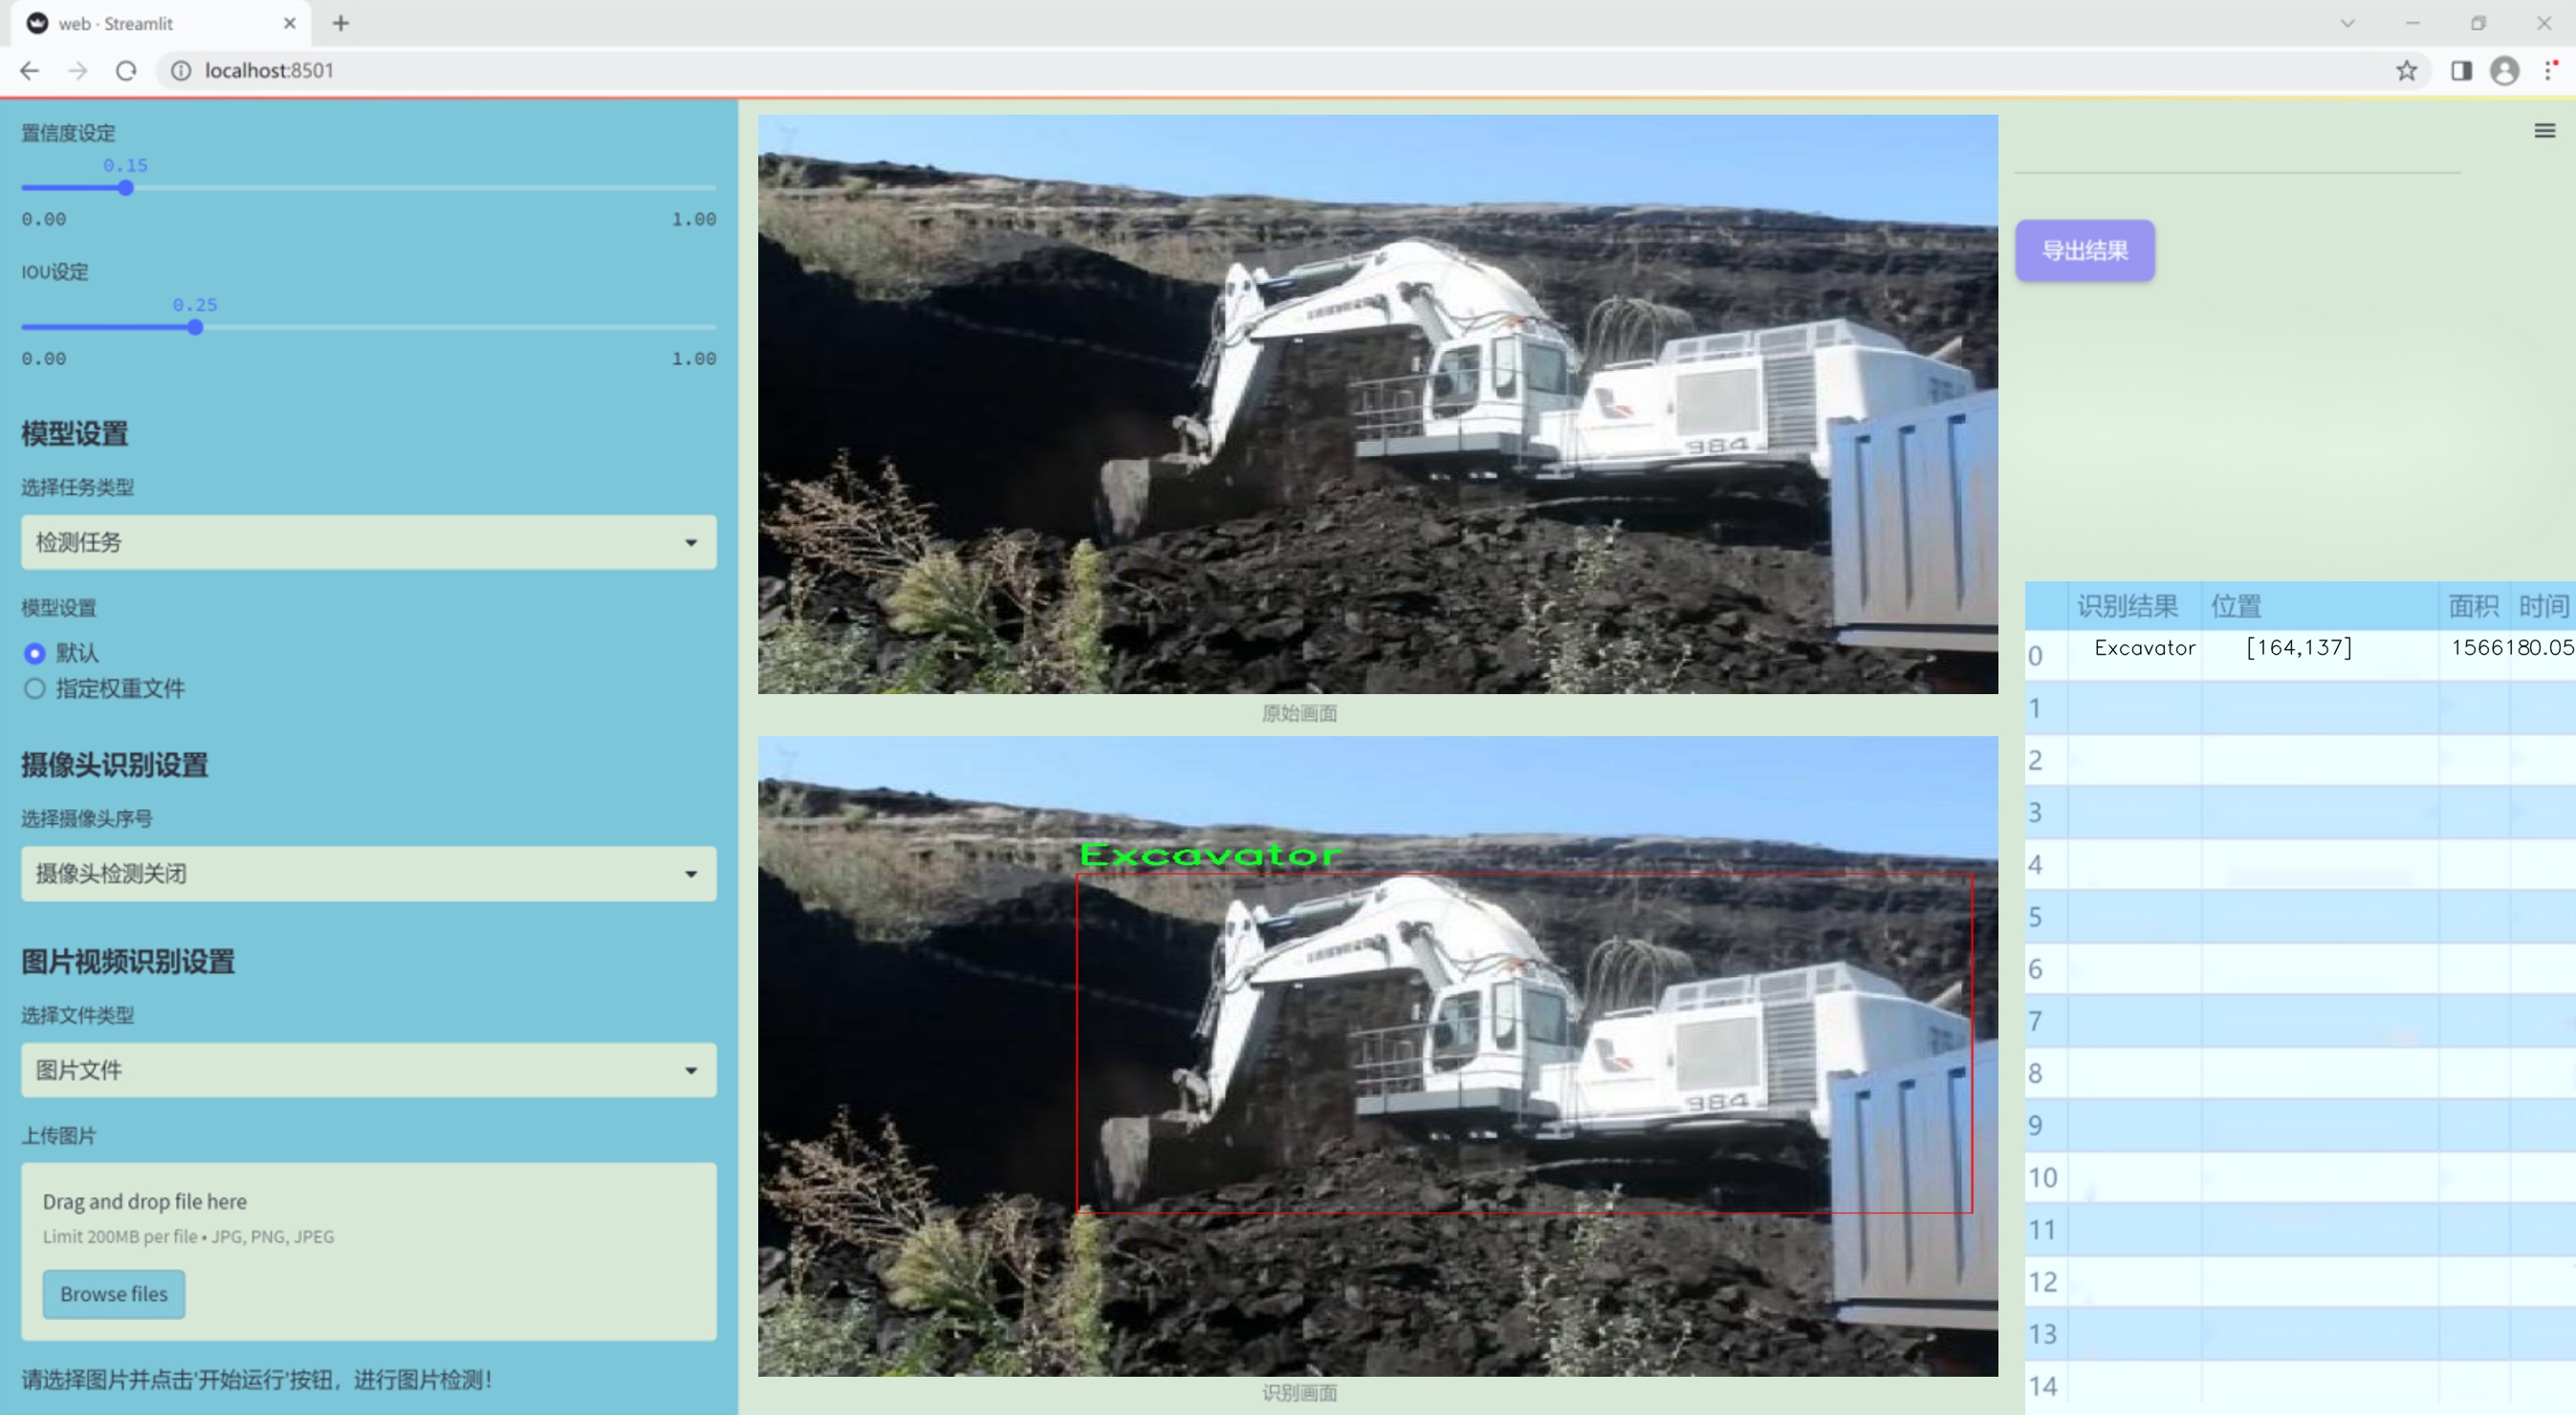 web · Streamlit
localhost:8501
置信度设定
0.15
0.00 1.00
IOU设定
0.25
0.00 1.00
模型设置
选择任务类型
检测任务
模型设置
默认
指定权重文件
摄像头识别设置
选择摄像头序号
摄像头检测关闭
图片视频识别设置
选择文件类型
图片文件
上传图片
Drag and drop file here
Limit 200MB per file • JPG, PNG, JPEG
Browse files
请选择图片并点击'开始运行'按钮，进行图片检测！
984
原始画面
Excavator
984
识别画面
导出结果
识别结果 位置 面积 时间
0 Excavator [164,137] 1566180.05
1
2
3
4
5
6
7
8
9
10
11
12
13
14